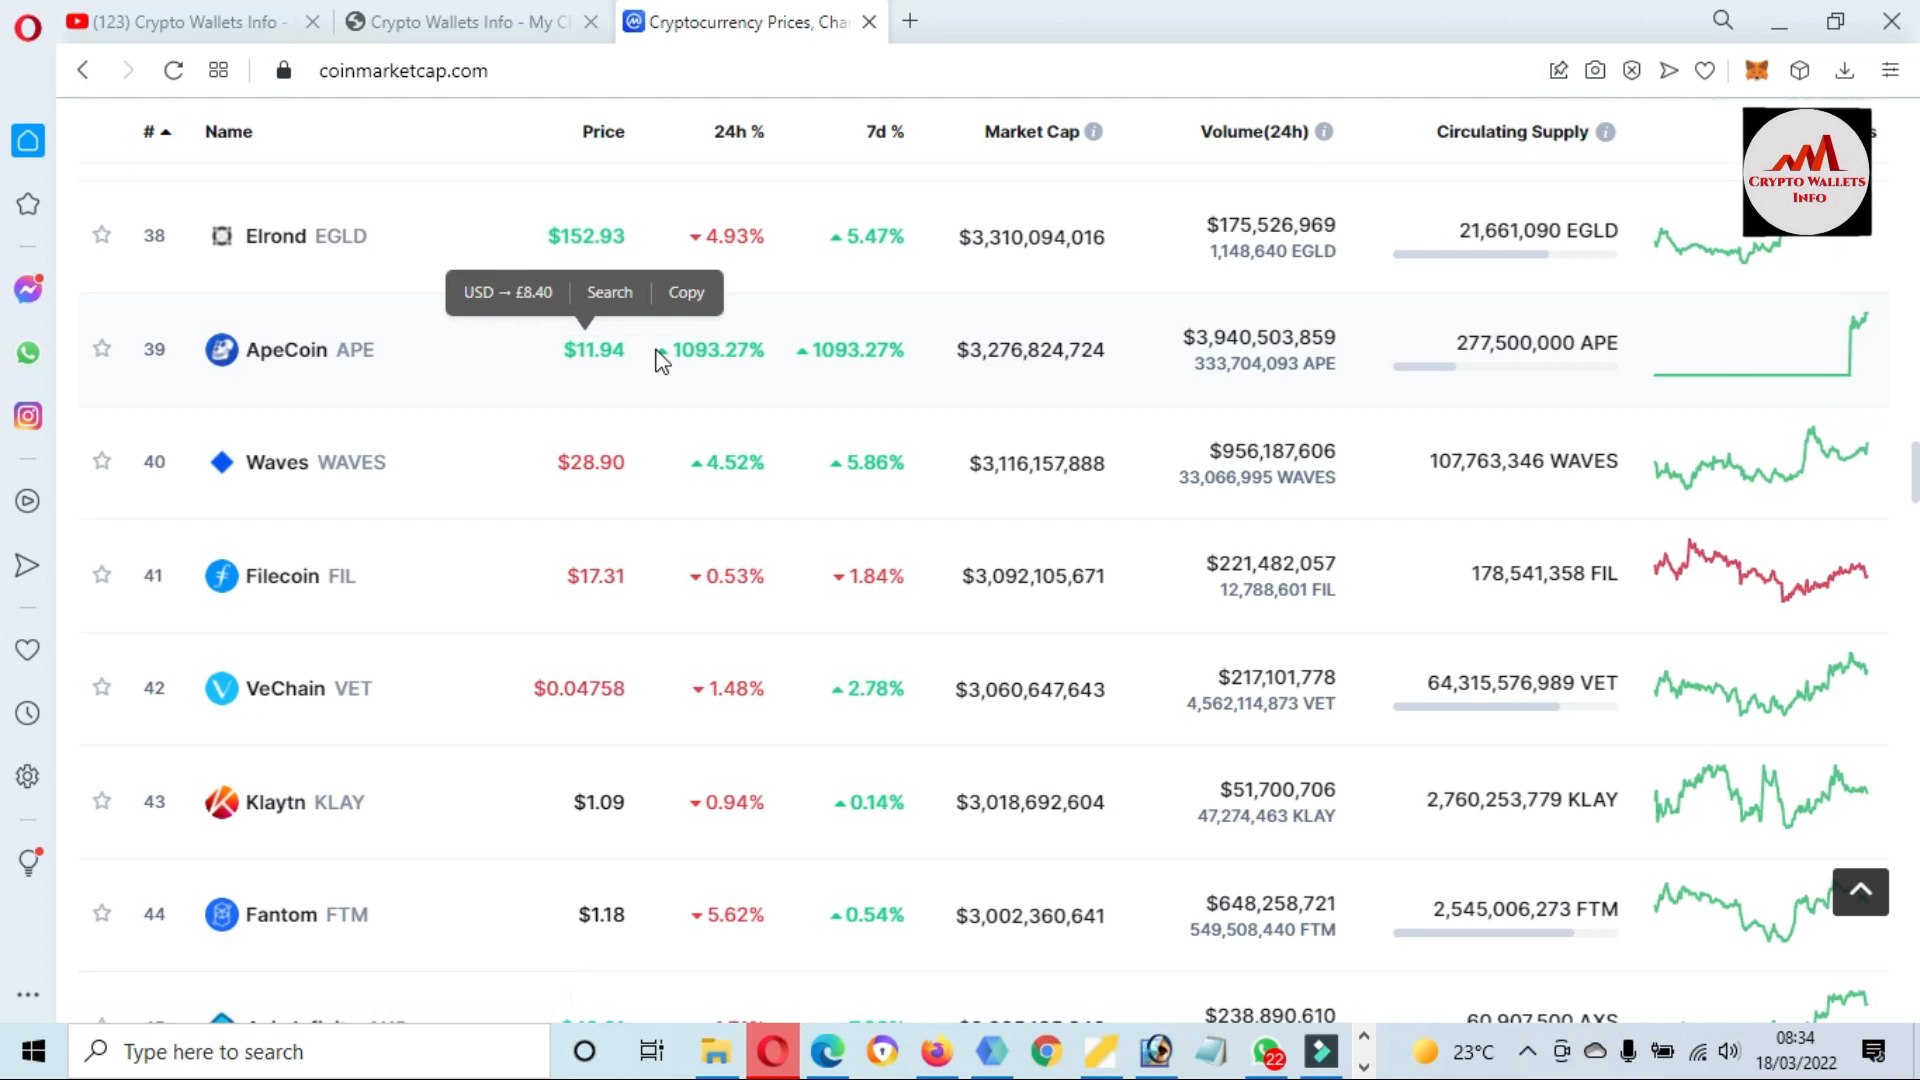 (123) Crypto Wallets Info -
Crypto Wallets Info - My C
Cryptocurrency Prices, Cha
coinmarketcap.com
# Name Price 24h % 7d % Market Cap Volume(24h) Circulating Supply s
CRYPTO WALLETS
INFO
38 Elrond EGLD $152.93 4.93% 5.47% $3,310,094,016 $175,526,969 21,661,090 EGLD
1,148,640 EGLD
USD → £8.40 Search Copy
39 ApeCoin APE $11.94 1093.27% 1093.27% $3,276,824,724 $3,940,503,859 277,500,000 APE
333,704,093 APE
40 Waves WAVES $28.90 4.52% 5.86% $3,116,157,888 $956,187,606 107,763,346 WAVES
33,066,995 WAVES
41 Filecoin FIL $17.31 0.53% 1.84% $3,092,105,671 $221,482,057 178,541,358 FIL
12,788,601 FIL
42 VeChain VET $0.04758 1.48% 2.78% $3,060,647,643 $217,101,778 64,315,576,989 VET
4,562,114,873 VET
43 Klaytn KLAY $1.09 0.94% 0.14% $3,018,692,604 $51,700,706 2,760,253,779 KLAY
47,274,463 KLAY
44 Fantom FTM $1.18 5.62% 0.54% $3,002,360,641 $648,258,721 2,545,006,273 FTM
549,508,440 FTM
$238,890,610 60,907,500 AXS
Type here to search
22
23°C
08:34
18/03/2022